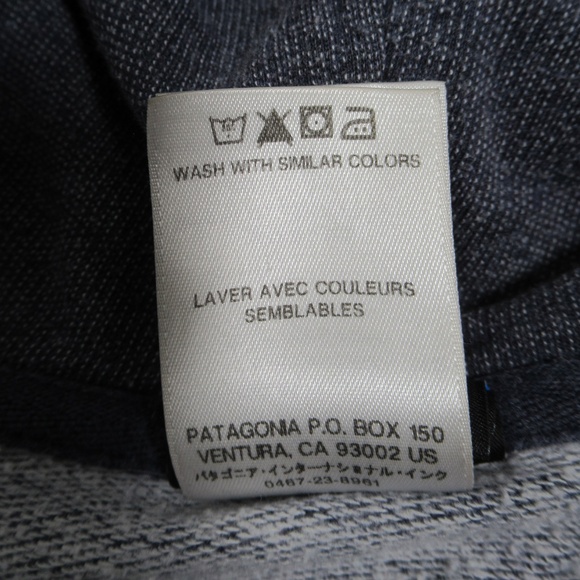 WASH WITH SIMILAR COLORS
LAVER AVEC COULEURS
SEMBLABLES
PATAGONIA P.O. BOX 150
VENTURA, CA 93002 US
パタゴニア・インターナショナル・インク
0467-23-8961